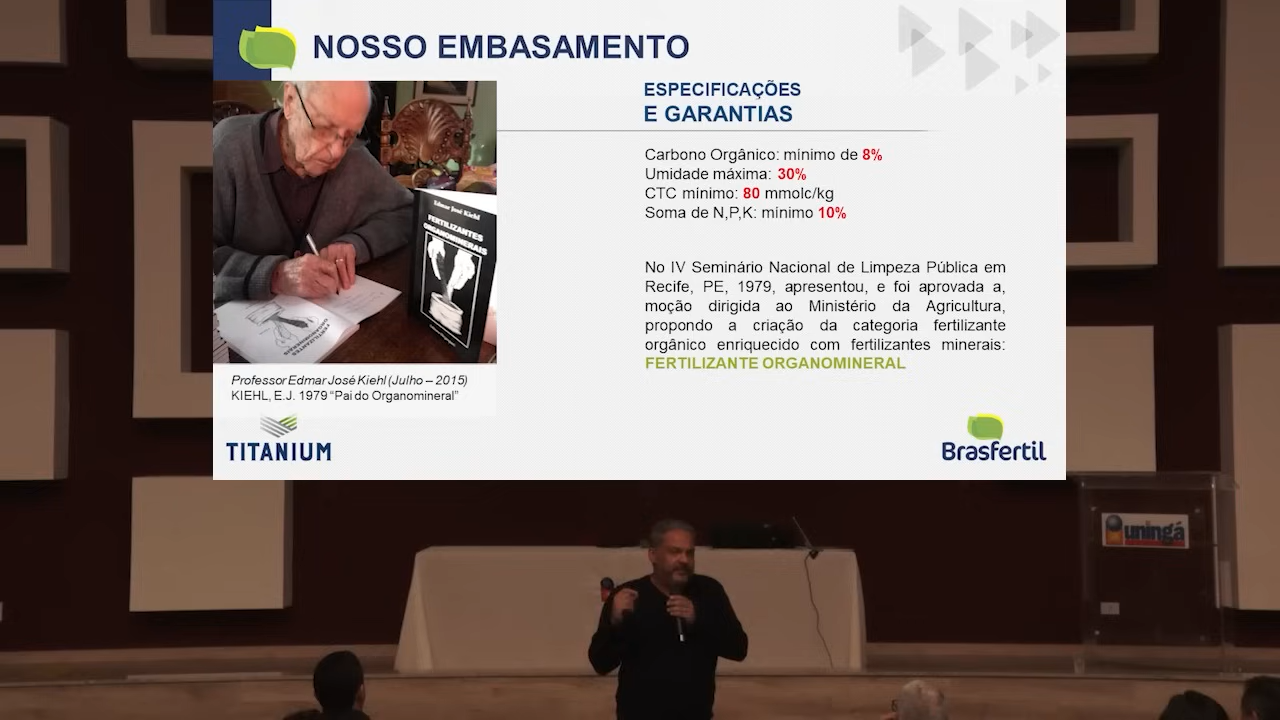 NOSSO EMBASAMENTO
ESPECIFICAÇÕES
E GARANTIAS
Carbono Orgânico: mínimo de 8%
Umidade máxima: 30%
CTC mínimo: 80 mmolc/kg
Soma de N,P,K: mínimo 10%
No IV Seminário Nacional de Limpeza Pública em
Recife, PE, 1979, apresentou, e foi aprovada a,
moção dirigida ao Ministério da Agricultura,
propondo a criação da categoria fertilizante
orgânico enriquecido com fertilizantes minerais:
FERTILIZANTE ORGANOMINERAL
Edmar José Kiehl
FERTILIZANTES
ORGANOMINERAIS
FERTILIZANTES
ORGANOMINERAIS
Professor Edmar José Kiehl (Julho – 2015)
KIEHL, E.J. 1979 “Pai do Organomineral”
TITANIUM
Brasfertil
uningá